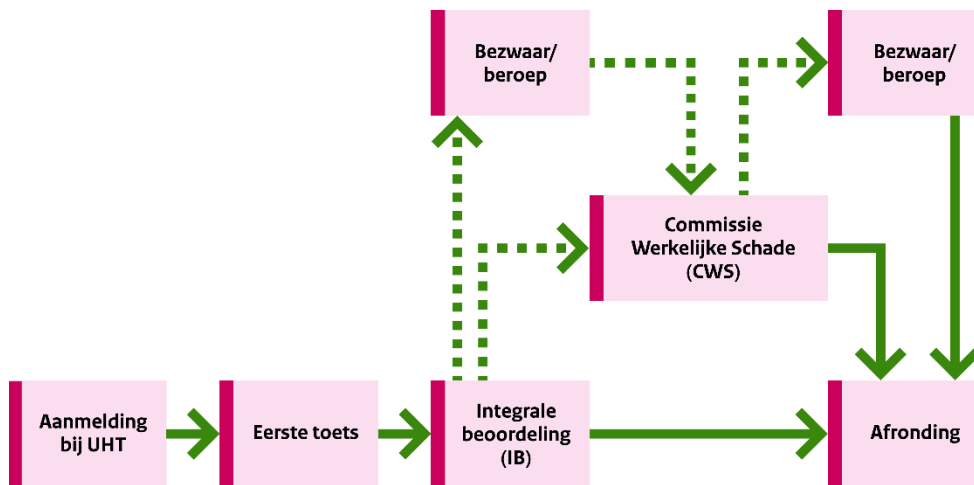 Bezwaar/
beroep
Bezwaar/
beroep
Commissie
Werkelijke Schade
(CWS)
Aanmelding
bij UHT
Eerste toets
Integrale
beoordeling
(IB)
Afronding